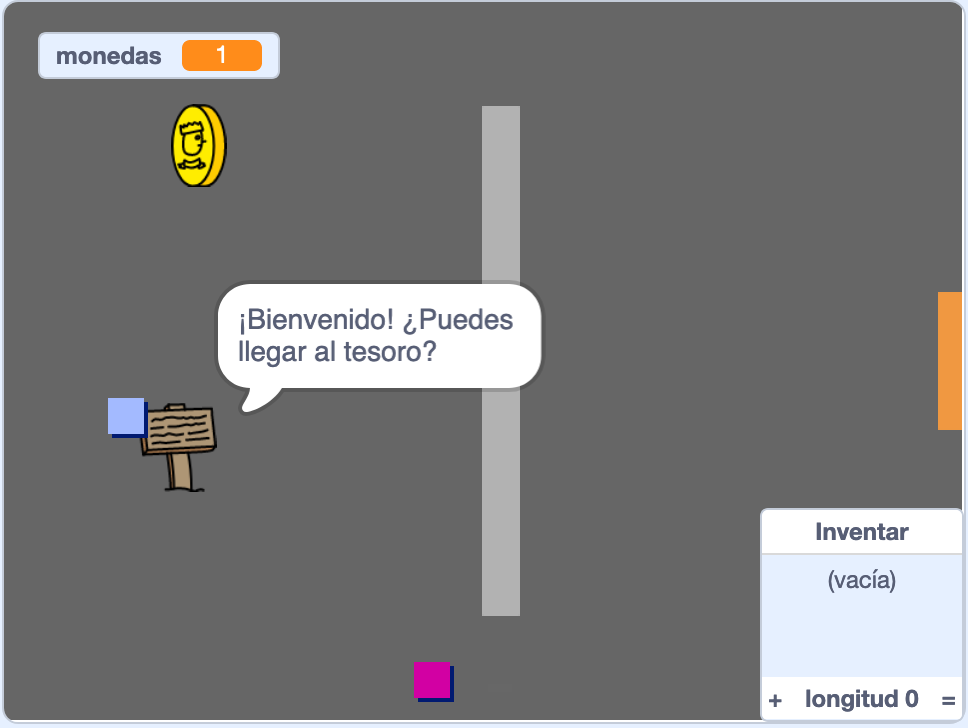 monedas 1
¡Bienvenido! ¿Puedes
llegar al tesoro?
Inventar
(vacía)
+ longitud 0 =